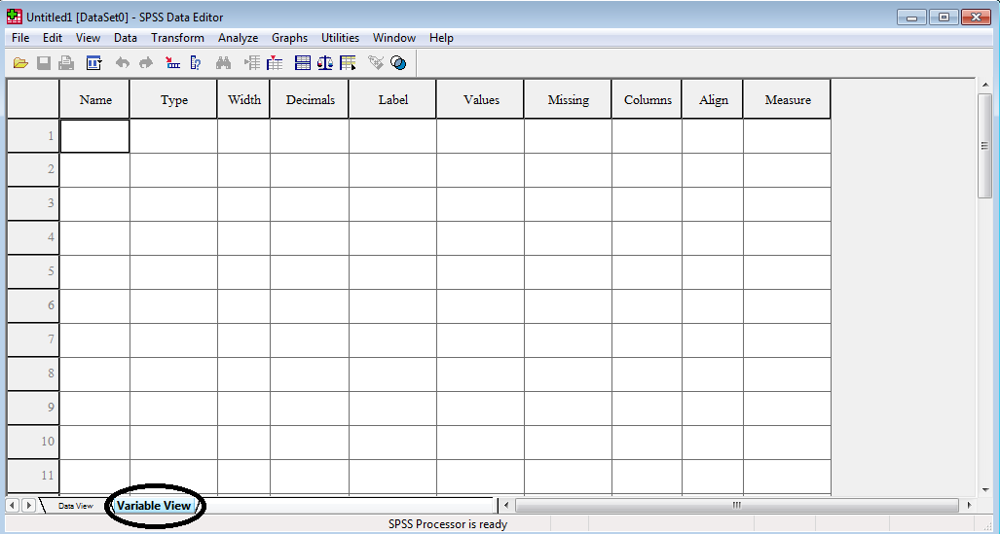 Untitled1 [DataSet0] - SPSS Data Editor
File Edit View Data Transform Analyze Graphs Utilities Window Help
Name Type Width Decimals Label Values Missing Columns Align Measure
1
2
3
4
5
6
7
8
9
10
11
Data View Variable View
SPSS Processor is ready